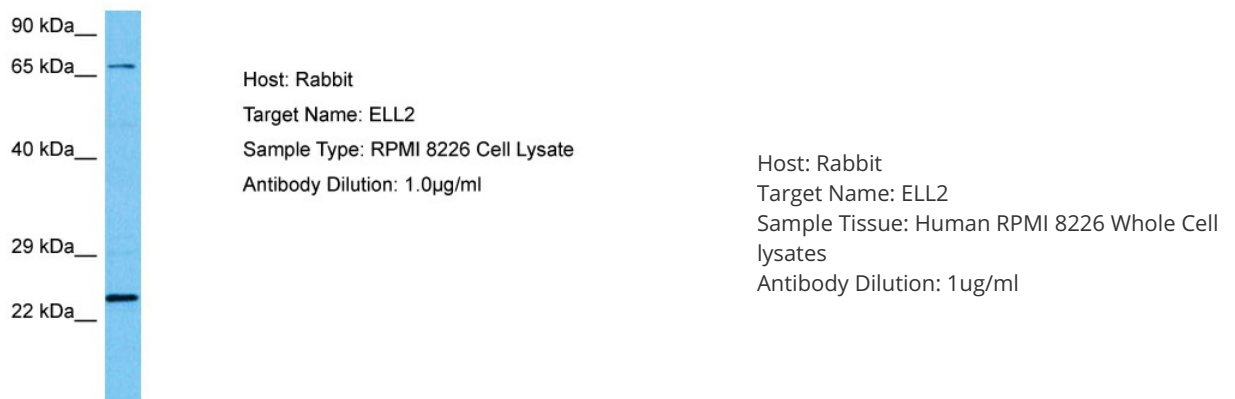 90 kDa__
65 kDa__
40 kDa__
29 kDa__
22 kDa__
Host: Rabbit
Target Name: ELL2
Sample Type: RPMI 8226 Cell Lysate
Antibody Dilution: 1.0µg/ml
Host: Rabbit
Target Name: ELL2
Sample Tissue: Human RPMI 8226 Whole Cell
lysates
Antibody Dilution: 1ug/ml